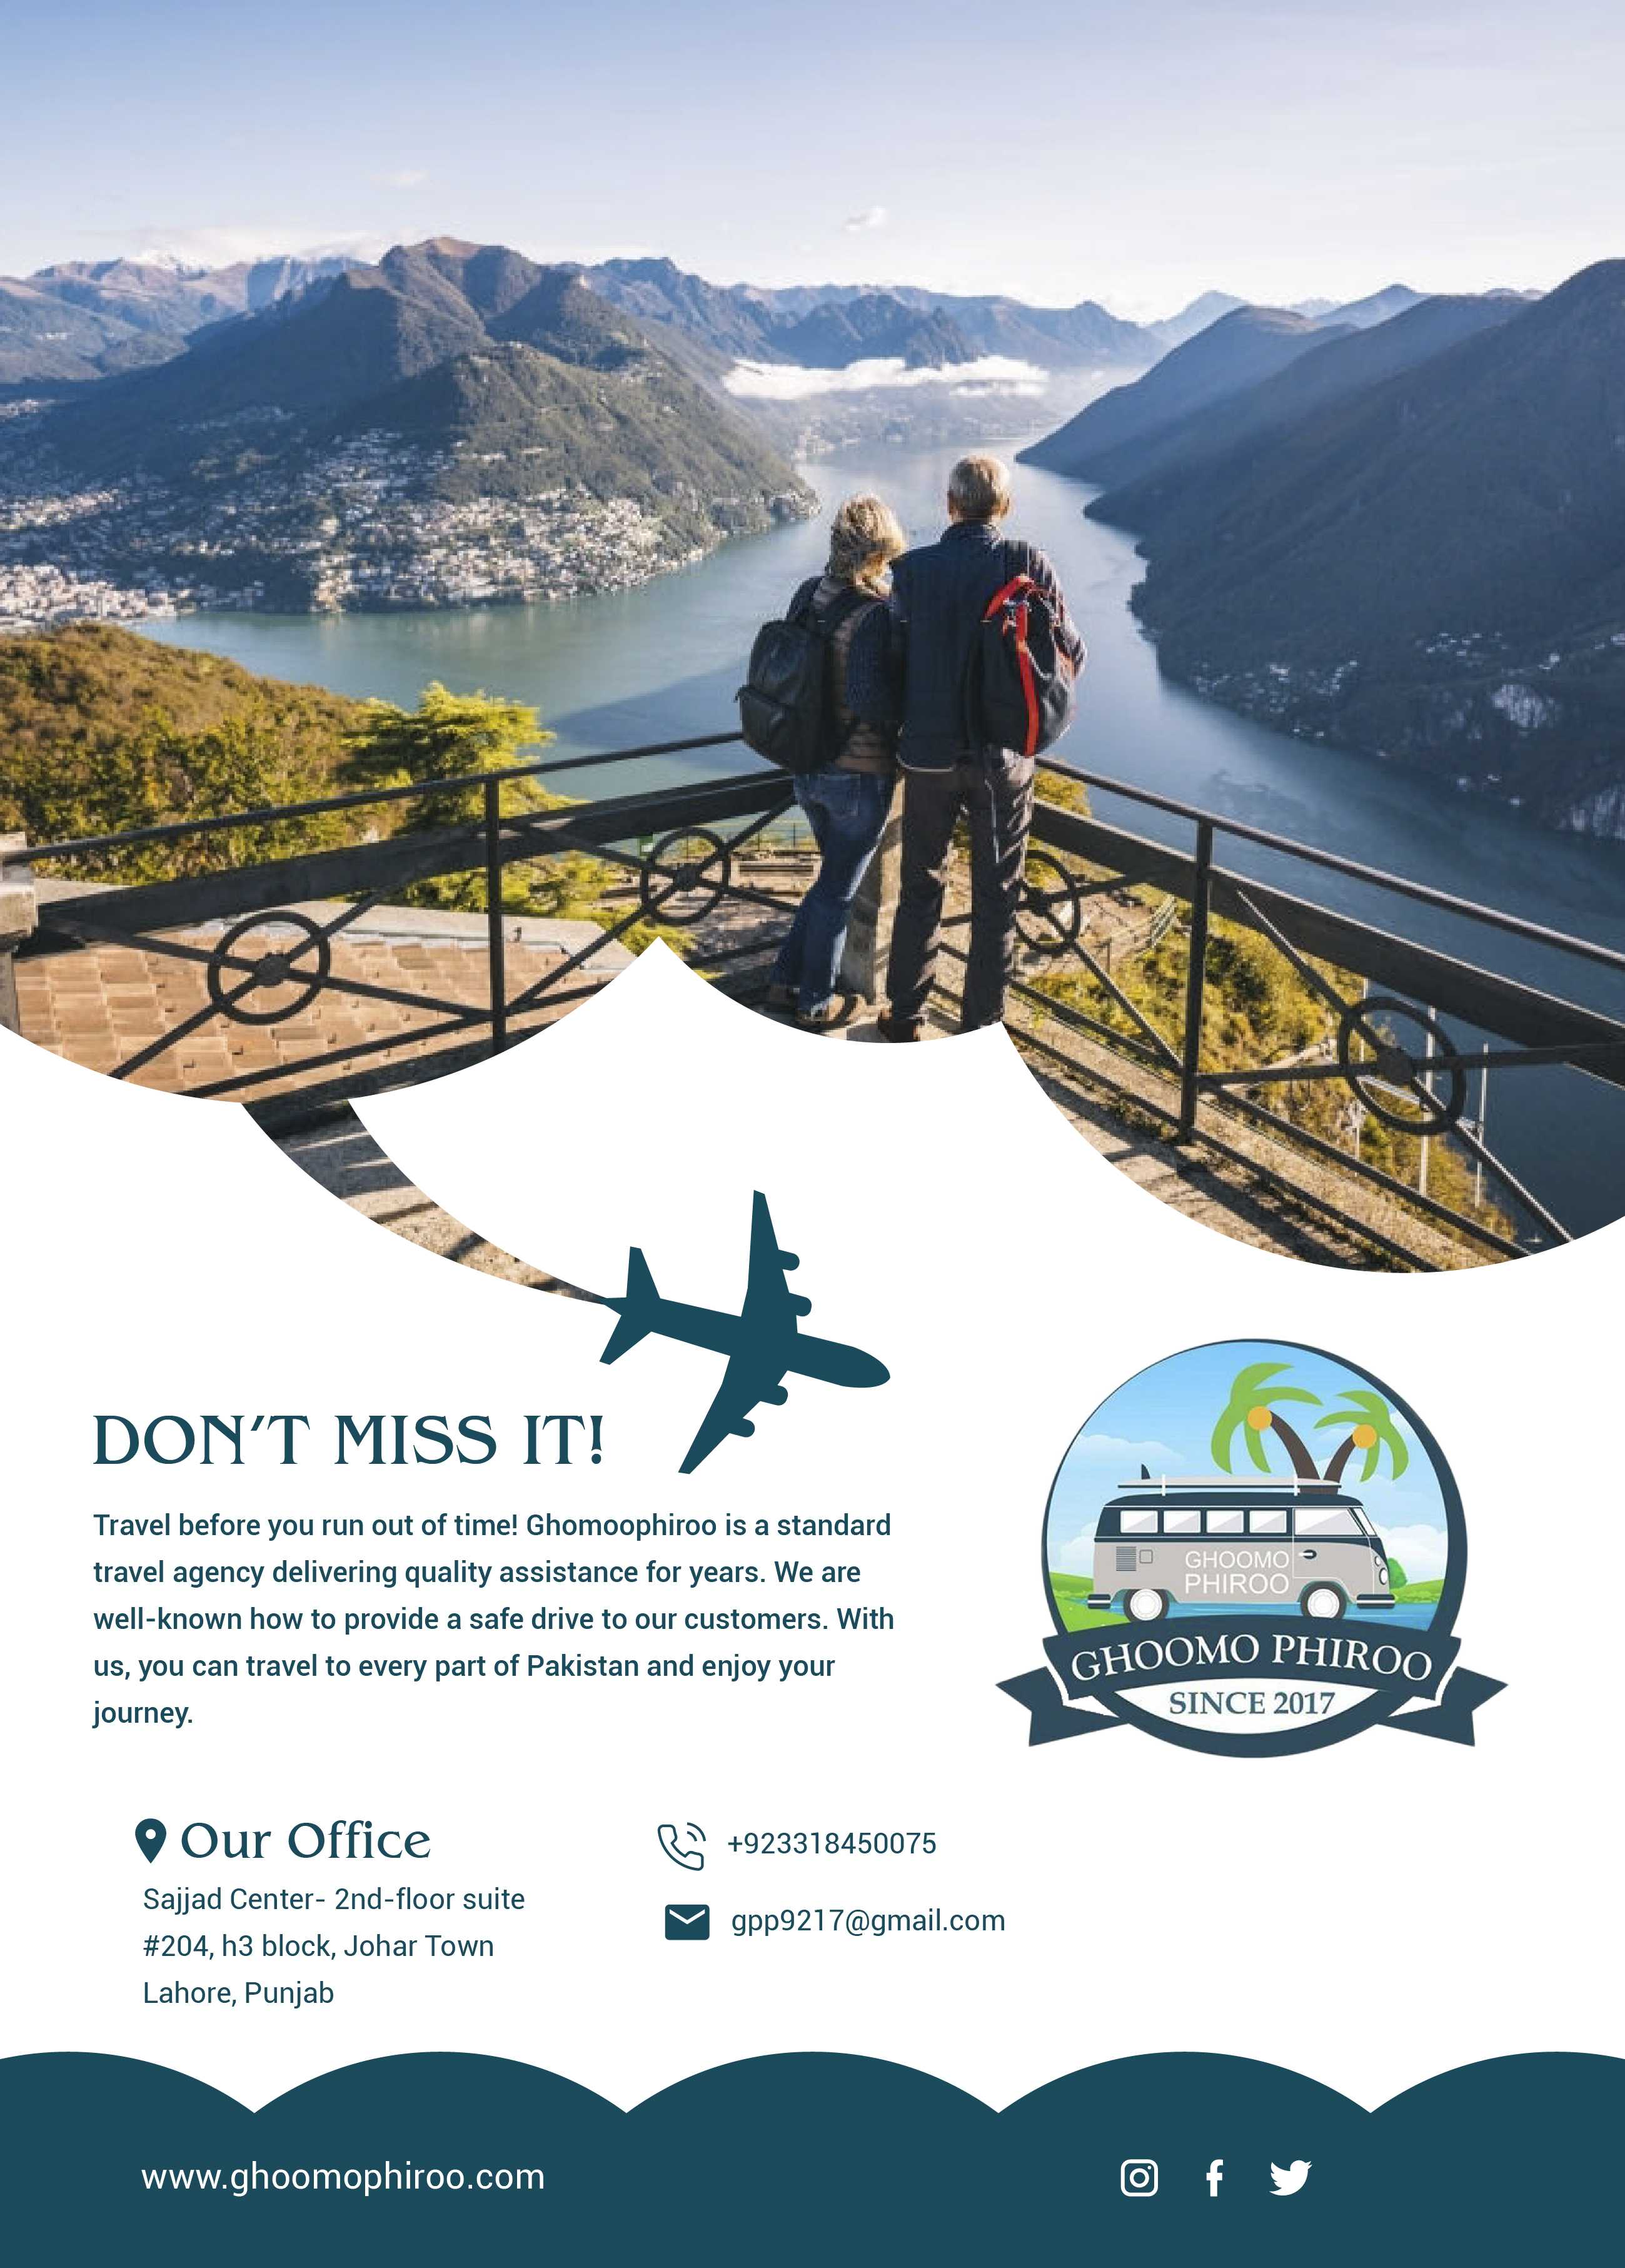 DON'T MISS IT!
Travel before you run out of time! Ghomoophiroo is a standard
travel agency delivering quality assistance for years. We are
well-known how to provide a safe drive to our customers. With
us, you can travel to every part of Pakistan and enjoy your
journey.
GHOOMO
PHIROO
GHOOMO PHIROO
SINCE 2017
Our Office
Sajjad Center- 2nd-floor suite
#204, h3 block, Johar Town
Lahore, Punjab
+923318450075
gpp9217@gmail.com
www.ghoomophiroo.com